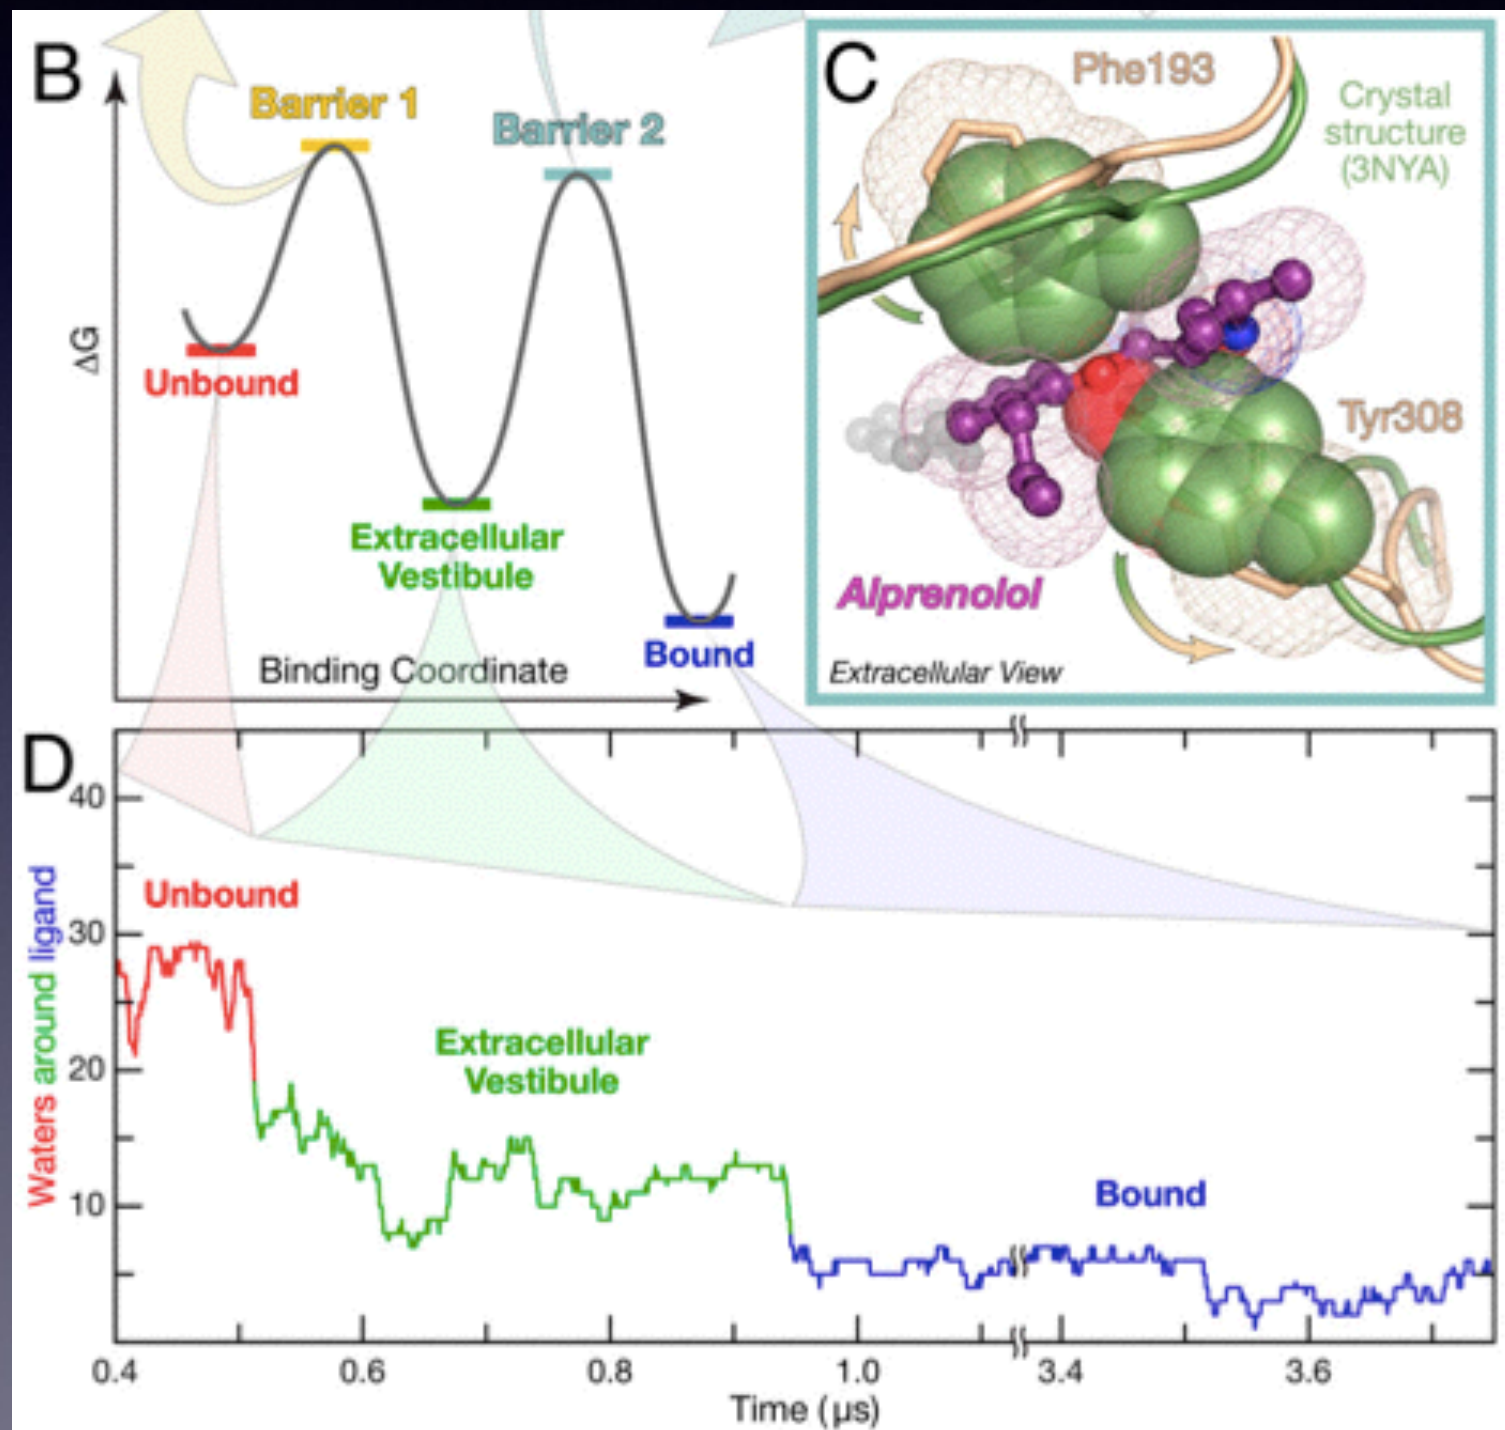 B
Barrier 1
Barrier 2
ΔG
Unbound
Extracellular
Vestibule
Bound
Binding Coordinate
C
Phe193
Crystal
structure
(3NYA)
Tyr308
Alprenolol
Extracellular View
D
Waters around ligand
40
30
20
10
Unbound
Extracellular
Vestibule
Bound
0.4 0.6 0.8 1.0 3.4 3.6
Time (μs)